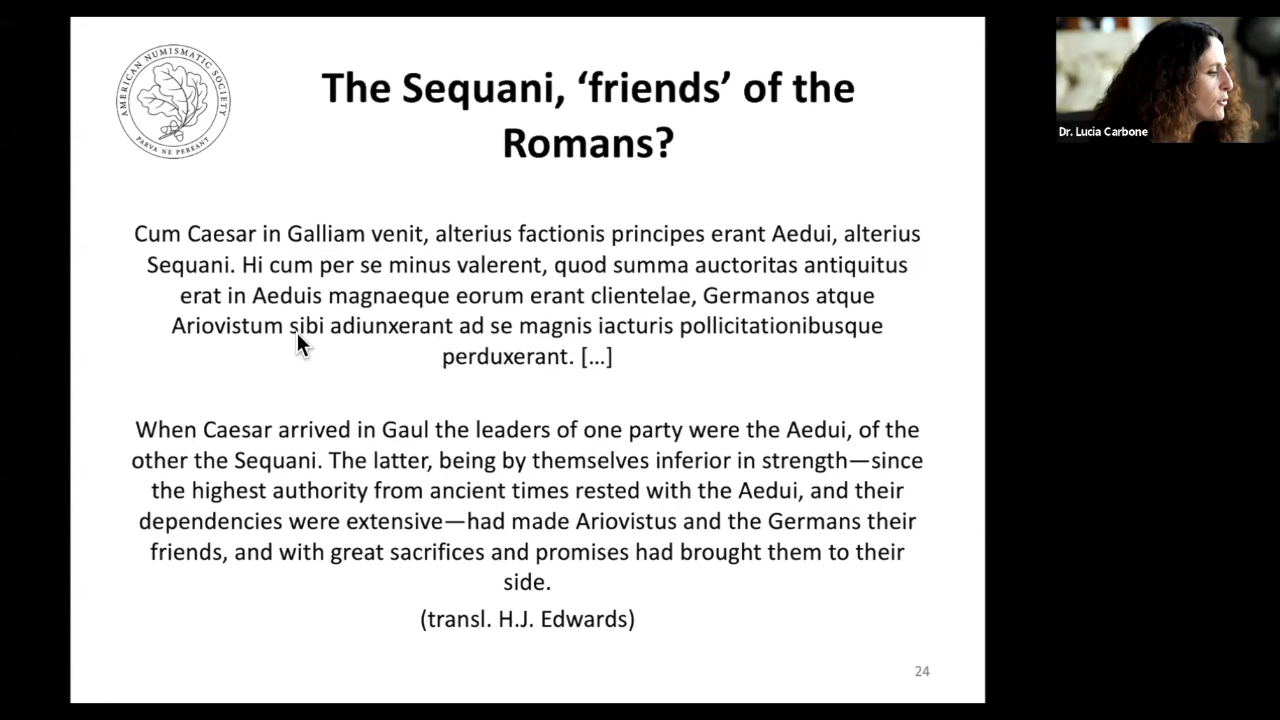 AMERICAN NUMISMATIC SOCIETY
PARVA NE PEREANT
The Sequani, ‘friends’ of the
Romans?
Dr. Lucia Carbone
Cum Caesar in Galliam venit, alterius factionis principes erant Aedui, alterius
Sequani. Hi cum per se minus valerent, quod summa auctoritas antiquitus
erat in Aeduis magnaeque eorum erant clientelae, Germanos atque
Ariovistum sibi adiunxerant ad se magnis iacturis pollicitationibusque
perduxerant. […]
When Caesar arrived in Gaul the leaders of one party were the Aedui, of the
other the Sequani. The latter, being by themselves inferior in strength—since
the highest authority from ancient times rested with the Aedui, and their
dependencies were extensive—had made Ariovistus and the Germans their
friends, and with great sacrifices and promises had brought them to their
side.
(transl. H.J. Edwards)
24